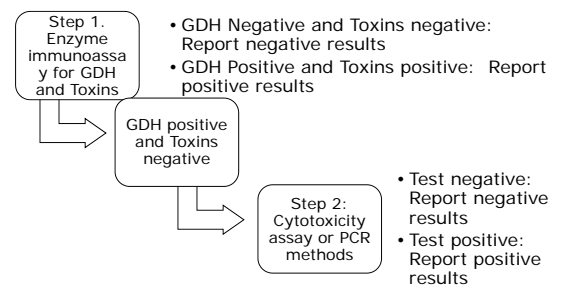 Step 1.
Enzyme
immunoassa
y for GDH
and Toxins
• GDH Negative and Toxins negative:
Report negative results
• GDH Positive and Toxins positive: Report
positive results
GDH positive
and Toxins
negative
Step 2:
Cytotoxicity
assay or PCR
methods
• Test negative:
Report negative
results
• Test positive:
Report positive
results